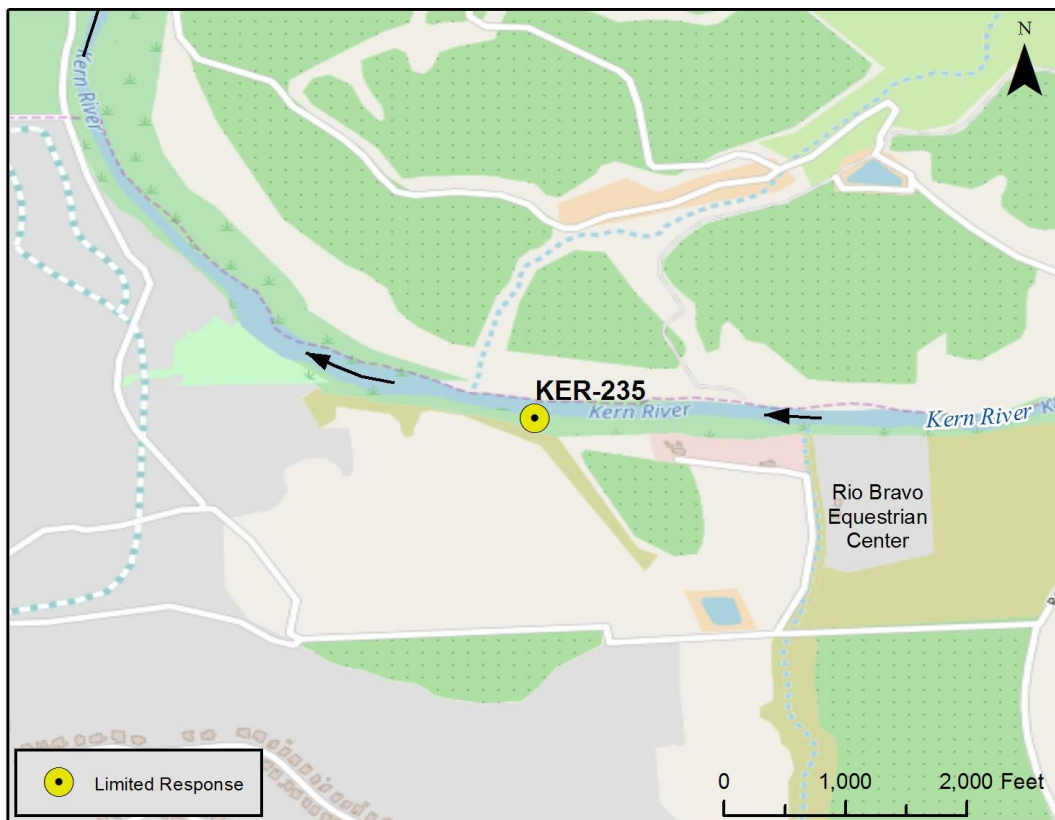 N
Kern River
KER-235
Kern River
Kern River
Rio Bravo
Equestrian
Center
Limited Response
0 1,000 2,000 Feet